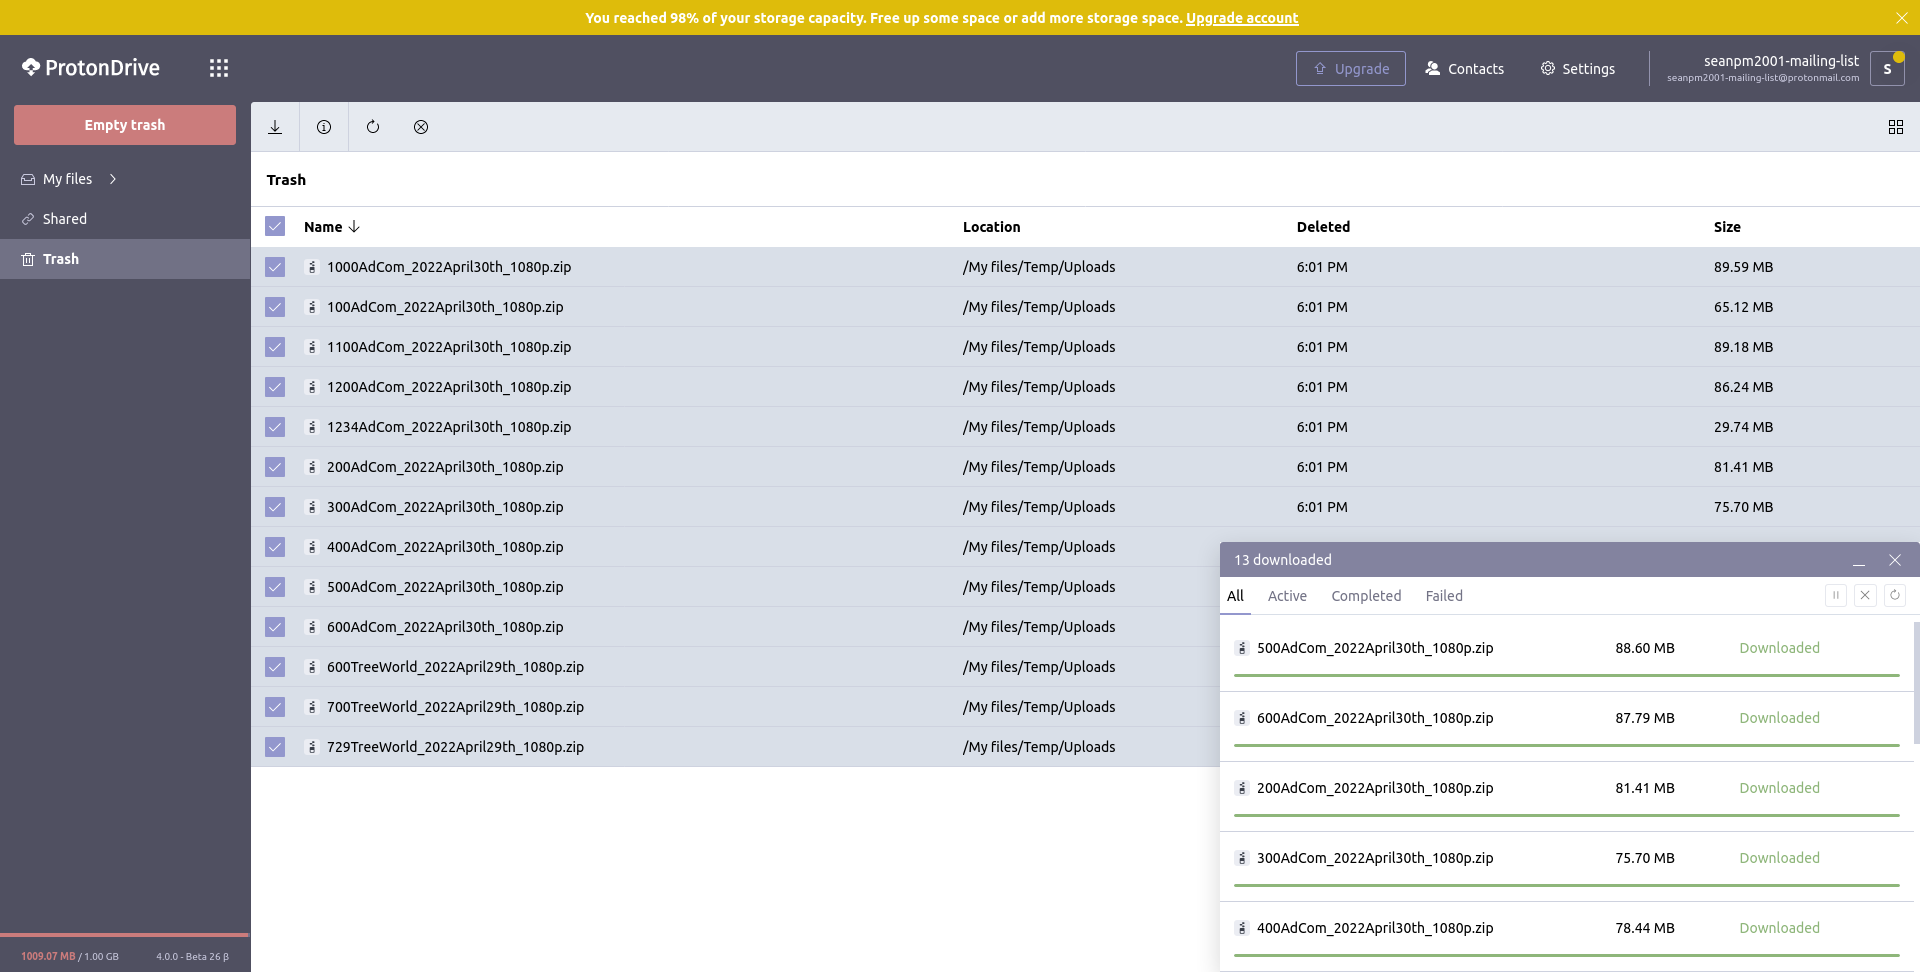 You reached 98% of your storage capacity. Free up some space or add more storage space. Upgrade account
ProtonDrive
Upgrade
Contacts
Settings
seanpm2001-mailing-list
seanpm2001-mailing-list@protonmail.com
S
Empty trash
My files
Shared
Trash
1009.07 MB / 1.00 GB
4.0.0 - Beta 26 β
Trash
Name Location Deleted Size
1000AdCom_2022April30th_1080p.zip /My files/Temp/Uploads 6:01 PM 89.59 MB
100AdCom_2022April30th_1080p.zip /My files/Temp/Uploads 6:01 PM 65.12 MB
1100AdCom_2022April30th_1080p.zip /My files/Temp/Uploads 6:01 PM 89.18 MB
1200AdCom_2022April30th_1080p.zip /My files/Temp/Uploads 6:01 PM 86.24 MB
1234AdCom_2022April30th_1080p.zip /My files/Temp/Uploads 6:01 PM 29.74 MB
200AdCom_2022April30th_1080p.zip /My files/Temp/Uploads 6:01 PM 81.41 MB
300AdCom_2022April30th_1080p.zip /My files/Temp/Uploads 6:01 PM 75.70 MB
400AdCom_2022April30th_1080p.zip /My files/Temp/Uploads
500AdCom_2022April30th_1080p.zip /My files/Temp/Uploads
600AdCom_2022April30th_1080p.zip /My files/Temp/Uploads
600TreeWorld_2022April29th_1080p.zip /My files/Temp/Uploads
700TreeWorld_2022April29th_1080p.zip /My files/Temp/Uploads
729TreeWorld_2022April29th_1080p.zip /My files/Temp/Uploads
13 downloaded
All Active Completed Failed
500AdCom_2022April30th_1080p.zip 88.60 MB Downloaded
600AdCom_2022April30th_1080p.zip 87.79 MB Downloaded
200AdCom_2022April30th_1080p.zip 81.41 MB Downloaded
300AdCom_2022April30th_1080p.zip 75.70 MB Downloaded
400AdCom_2022April30th_1080p.zip 78.44 MB Downloaded